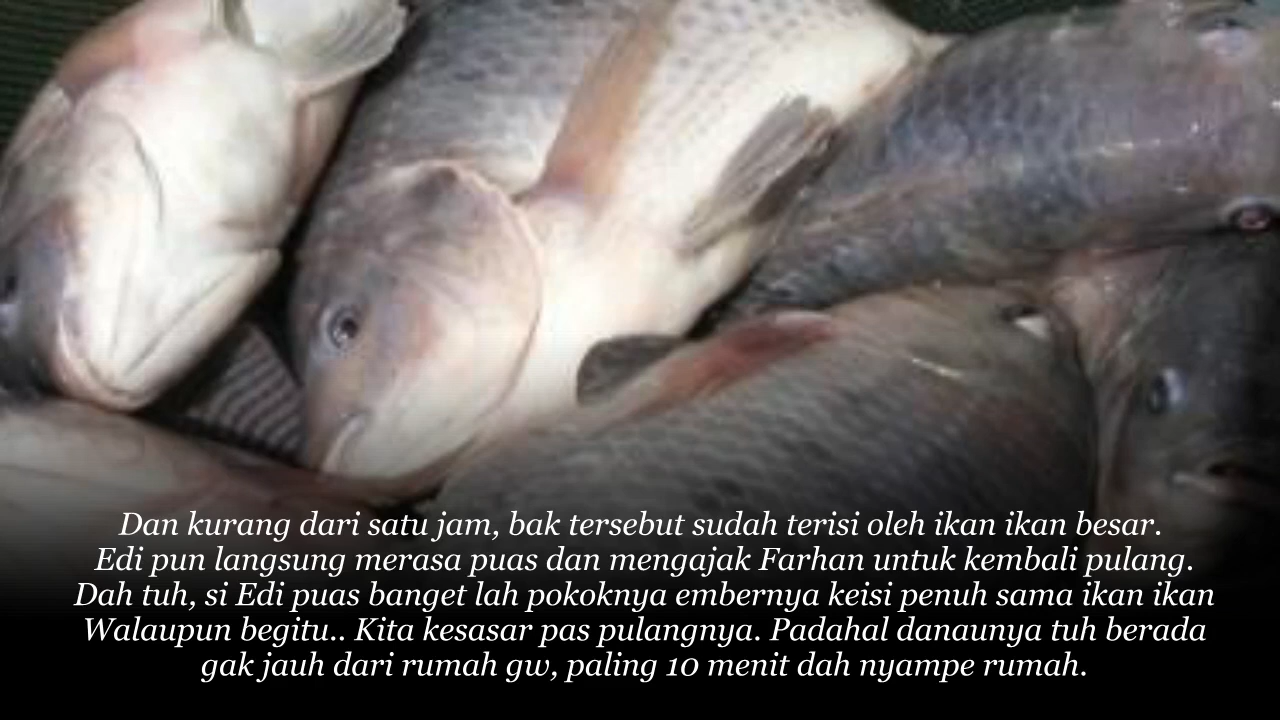 Dan kurang dari satu jam, bak tersebut sudah terisi oleh ikan ikan besar.
Edi pun langsung merasa puas dan mengajak Farhan untuk kembali pulang.
Dah tuh, si Edi puas banget lah pokoknya embernya keisi penuh sama ikan ikan
Walaupun begitu.. Kita kesasar pas pulangnya. Padahal danaunya tuh berada
gak jauh dari rumah gw, paling 10 menit dah nyampe rumah.